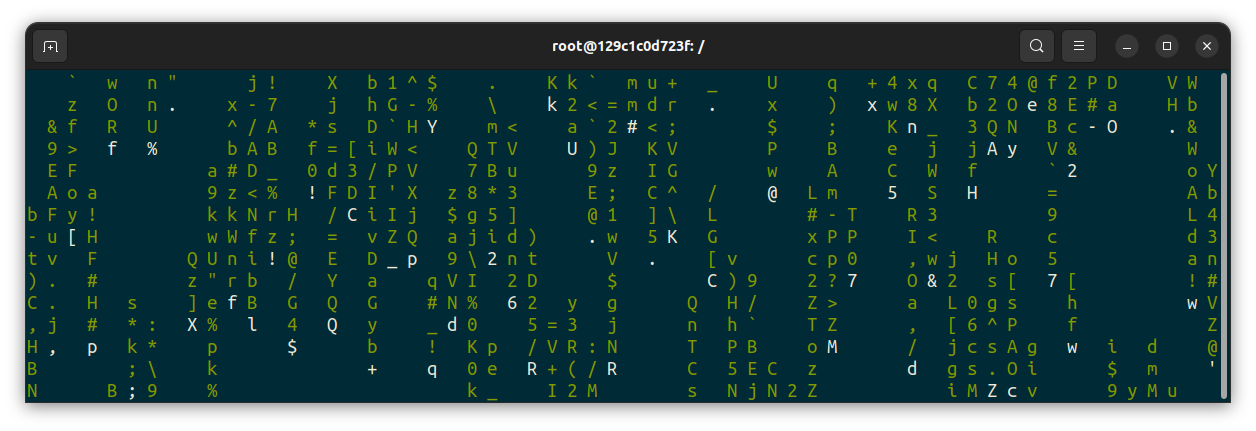 root@129c1c0d723f: /
` w n " j ! X b 1 ^ $ . K k ` m u + _ U q + 4 x q C 7 4 @ f 2 P D V W
z O n . x - 7 j h G - % \ k 2 < = m d r . x ) x w 8 X b 2 O e 8 E # a H b
& f R U ^ / A * s D ` H Y m < a ` 2 # < ; $ ; K n _ 3 Q N B c - O . &
9 > f % b A B f = [ i W < Q T V U ) J K V P B e j j A y V & W
E F a # D _ 0 d 3 / P V 7 B u 9 z I G w A C W f ` 2 o Y
A o a 9 z < % ! F D I ' X z 8 * 3 E ; C ^ / @ L m 5 S H = A b
b F y ! k k N r H / C i I j $ g 5 ] @ 1 ] \ L # - T R 3 9 L 4
- u [ H w W f z ; = v Z Q a j i d ) . w 5 K G x P P I < R c d 3
t v F Q U n i ! @ E D _ p 9 \ 2 n t V . [ v c p 0 , w j H o 5 a n
) . # z " r b / Y a q V I 2 D $ C ) 9 2 ? 7 O & 2 s [ 7 [ ! #
C . H s ] e f B G Q G # N % 6 2 y g Q H / Z > a L 0 g s h w V
, j # * : X % l 4 Q y _ d 0 5 = 3 j n h ` T Z , [ 6 ^ P f Z
H , p k * p $ b ! K p / V R : N T P B o M / j c s A g w i d @
B ; \ k + q 0 e R + ( / R C 5 E C z d g s . O i $ m '
N B ; 9 % k _ I 2 M s N j N 2 Z i M Z c v 9 y M u